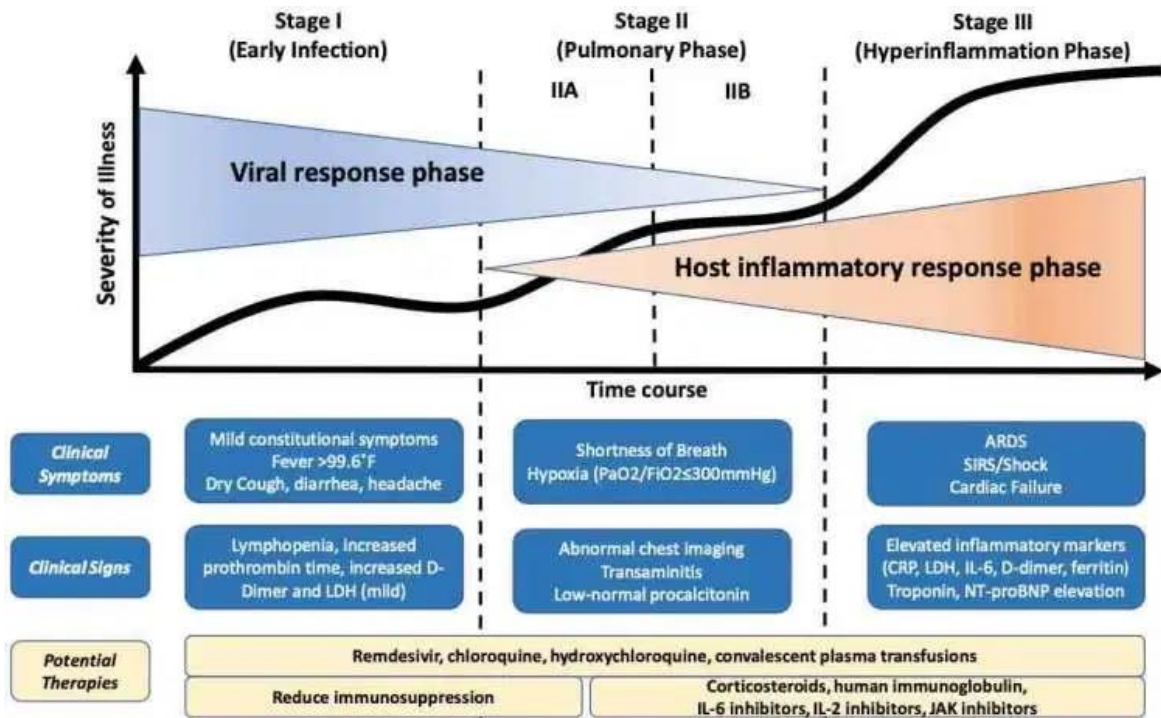 Stage I
(Early Infection)
Stage II
(Pulmonary Phase)
Stage III
(Hyperinflammation Phase)
IIA
IIB
Severity of Illness
Viral response phase
Host inflammatory response phase
Time course
Clinical
Symptoms
Mild constitutional symptoms
Fever >99.6°F
Dry Cough, diarrhea, headache
Shortness of Breath
Hypoxia (PaO2/FiO2≤300mmHg)
ARDS
SIRS/Shock
Cardiac Failure
Clinical Signs
Lymphopenia, increased
prothrombin time, increased D-
Dimer and LDH (mild)
Abnormal chest imaging
Transaminitis
Low-normal procalcitonin
Elevated inflammatory markers
(CRP, LDH, IL-6, D-dimer, ferritin)
Troponin, NT-proBNP elevation
Potential
Therapies
Remdesivir, chloroquine, hydroxychloroquine, convalescent plasma transfusions
Reduce immunosuppression
Corticosteroids, human immunoglobulin,
IL-6 inhibitors, IL-2 inhibitors, JAK inhibitors